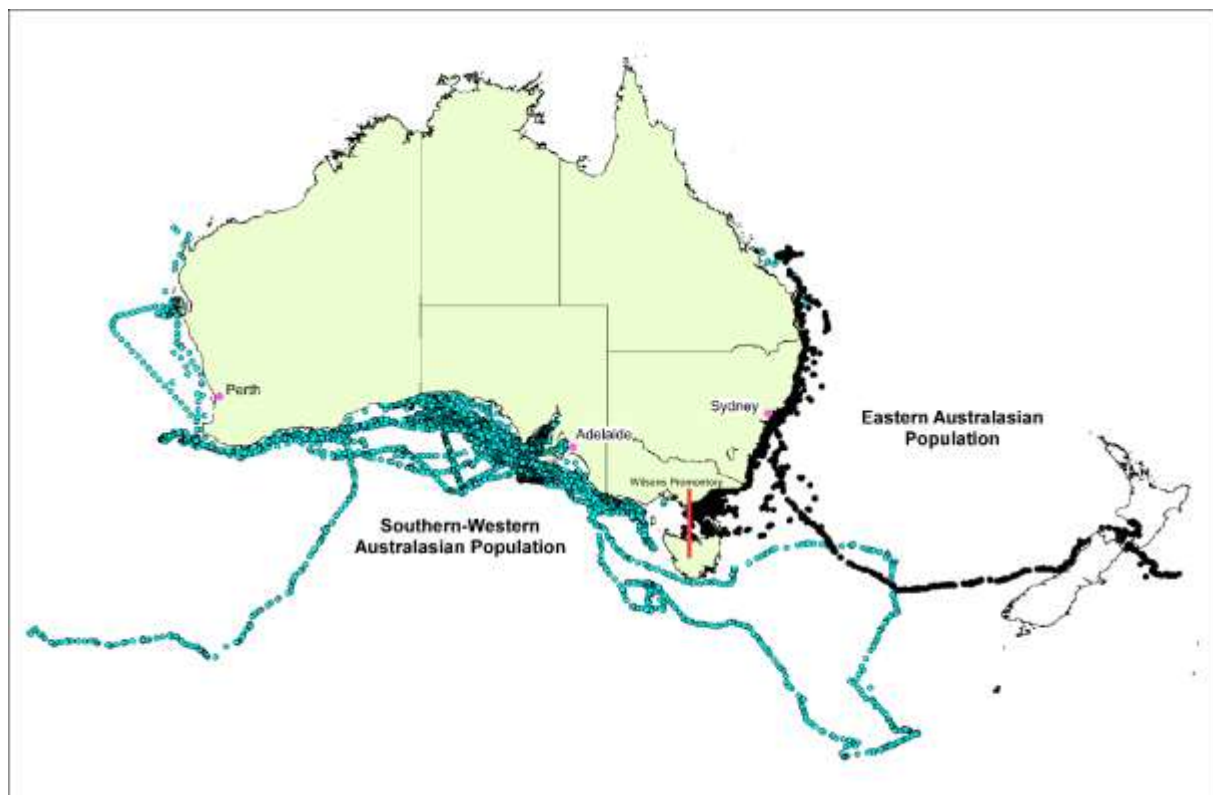 Perth
Sydney
Adelaide
Eastern Australasian
Population
Wilsons Promontory
Southern-Western
Australasian Population